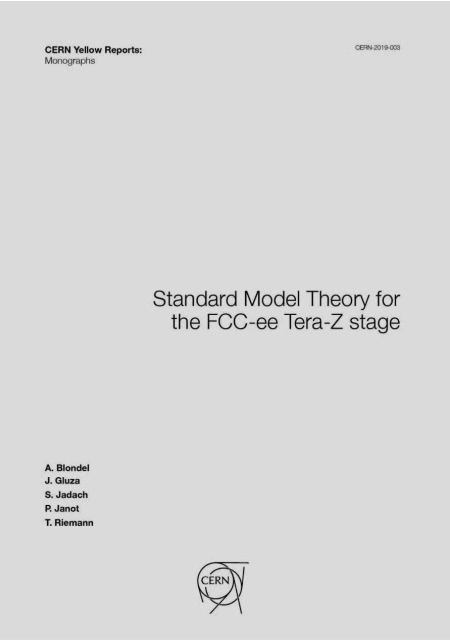 CERN Yellow Reports:
Monographs
CERN-2019-003
Standard Model Theory for
the FCC-ee Tera-Z stage
A. Blondel
J. Gluza
S. Jadach
P. Janot
T. Riemann
CERN